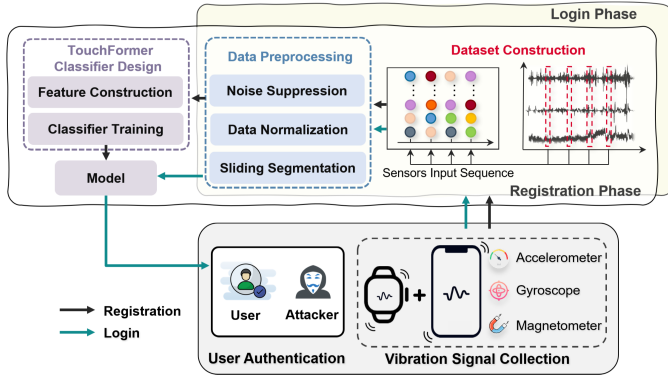 Login Phase
TouchFormer
Classifier Design
Feature Construction
Classifier Training
Model
Data Preprocessing
Noise Suppression
Data Normalization
Sliding Segmentation
Dataset Construction
Sensors Input Sequence
Registration Phase
Registration
Login
User
Attacker
User Authentication
Accelerometer
Gyroscope
Magnetometer
Vibration Signal Collection